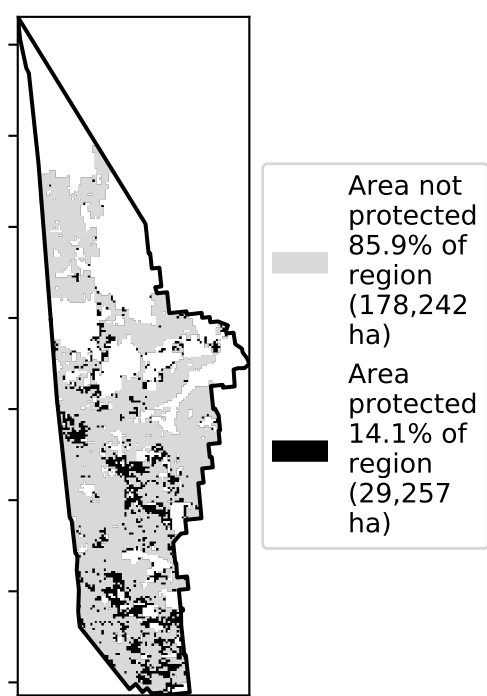 Area not
protected
85.9% of
region
(178,242
ha)
Area
protected
14.1% of
region
(29,257
ha)